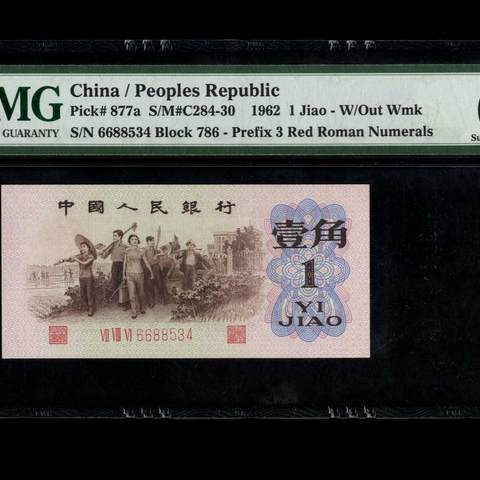 MG
GUARANTY
China / Peoples Republic
Pick# 877a S/M#C284-30 1962 1 Jiao - W/Out Wmk
S/N 6688534 Block 786 - Prefix 3 Red Roman Numerals
Su
中國人民銀行
壹角
1
YI
JIAO
VII VIII VI 6688534